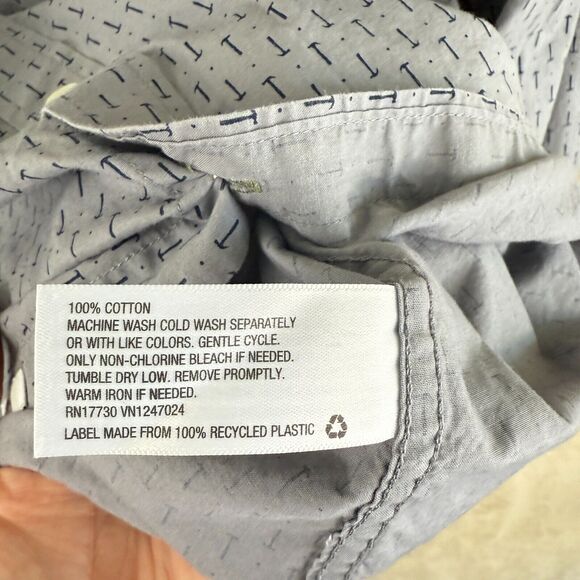 100% COTTON
MACHINE WASH COLD WASH SEPARATELY
OR WITH LIKE COLORS. GENTLE CYCLE.
ONLY NON-CHLORINE BLEACH IF NEEDED.
TUMBLE DRY LOW. REMOVE PROMPTLY.
WARM IRON IF NEEDED.
RN17730 VN1247024
LABEL MADE FROM 100% RECYCLED PLASTIC